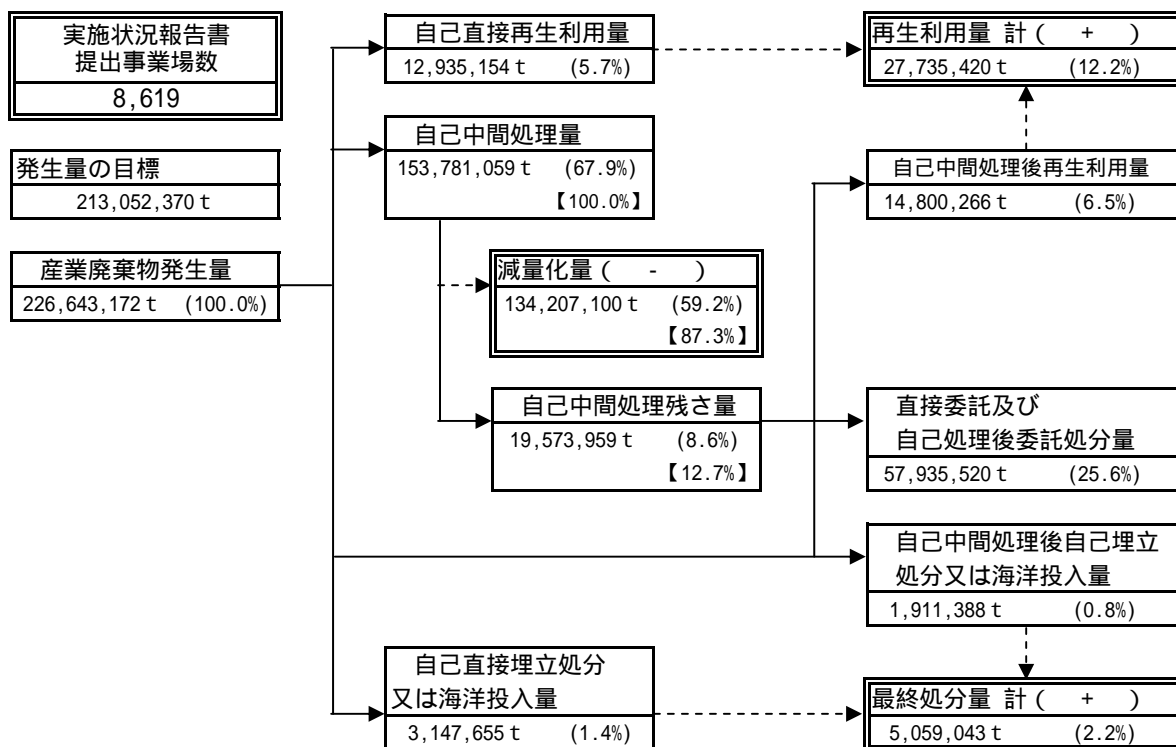 実施状況報告書
提出事業場数
8,619
発生量の目標
213,052,370 t
産業廃棄物発生量
226,643,172 t (100.0%)
自己直接再生利用量
12,935,154 t (5.7%)
自己中間処理量
153,781,059 t (67.9%)
【100.0%】
減量化量 ( - )
134,207,100 t (59.2%)
【87.3%】
自己中間処理残さ量
19,573,959 t (8.6%)
【12.7%】
自己直接埋立処分
又は海洋投入量
3,147,655 t (1.4%)
再生利用量 計 ( + )
27,735,420 t (12.2%)
自己中間処理後再生利用量
14,800,266 t (6.5%)
直接委託及び
自己処理後委託処分量
57,935,520 t (25.6%)
自己中間処理後自己埋立
処分又は海洋投入量
1,911,388 t (0.8%)
最終処分量 計 ( + )
5,059,043 t (2.2%)